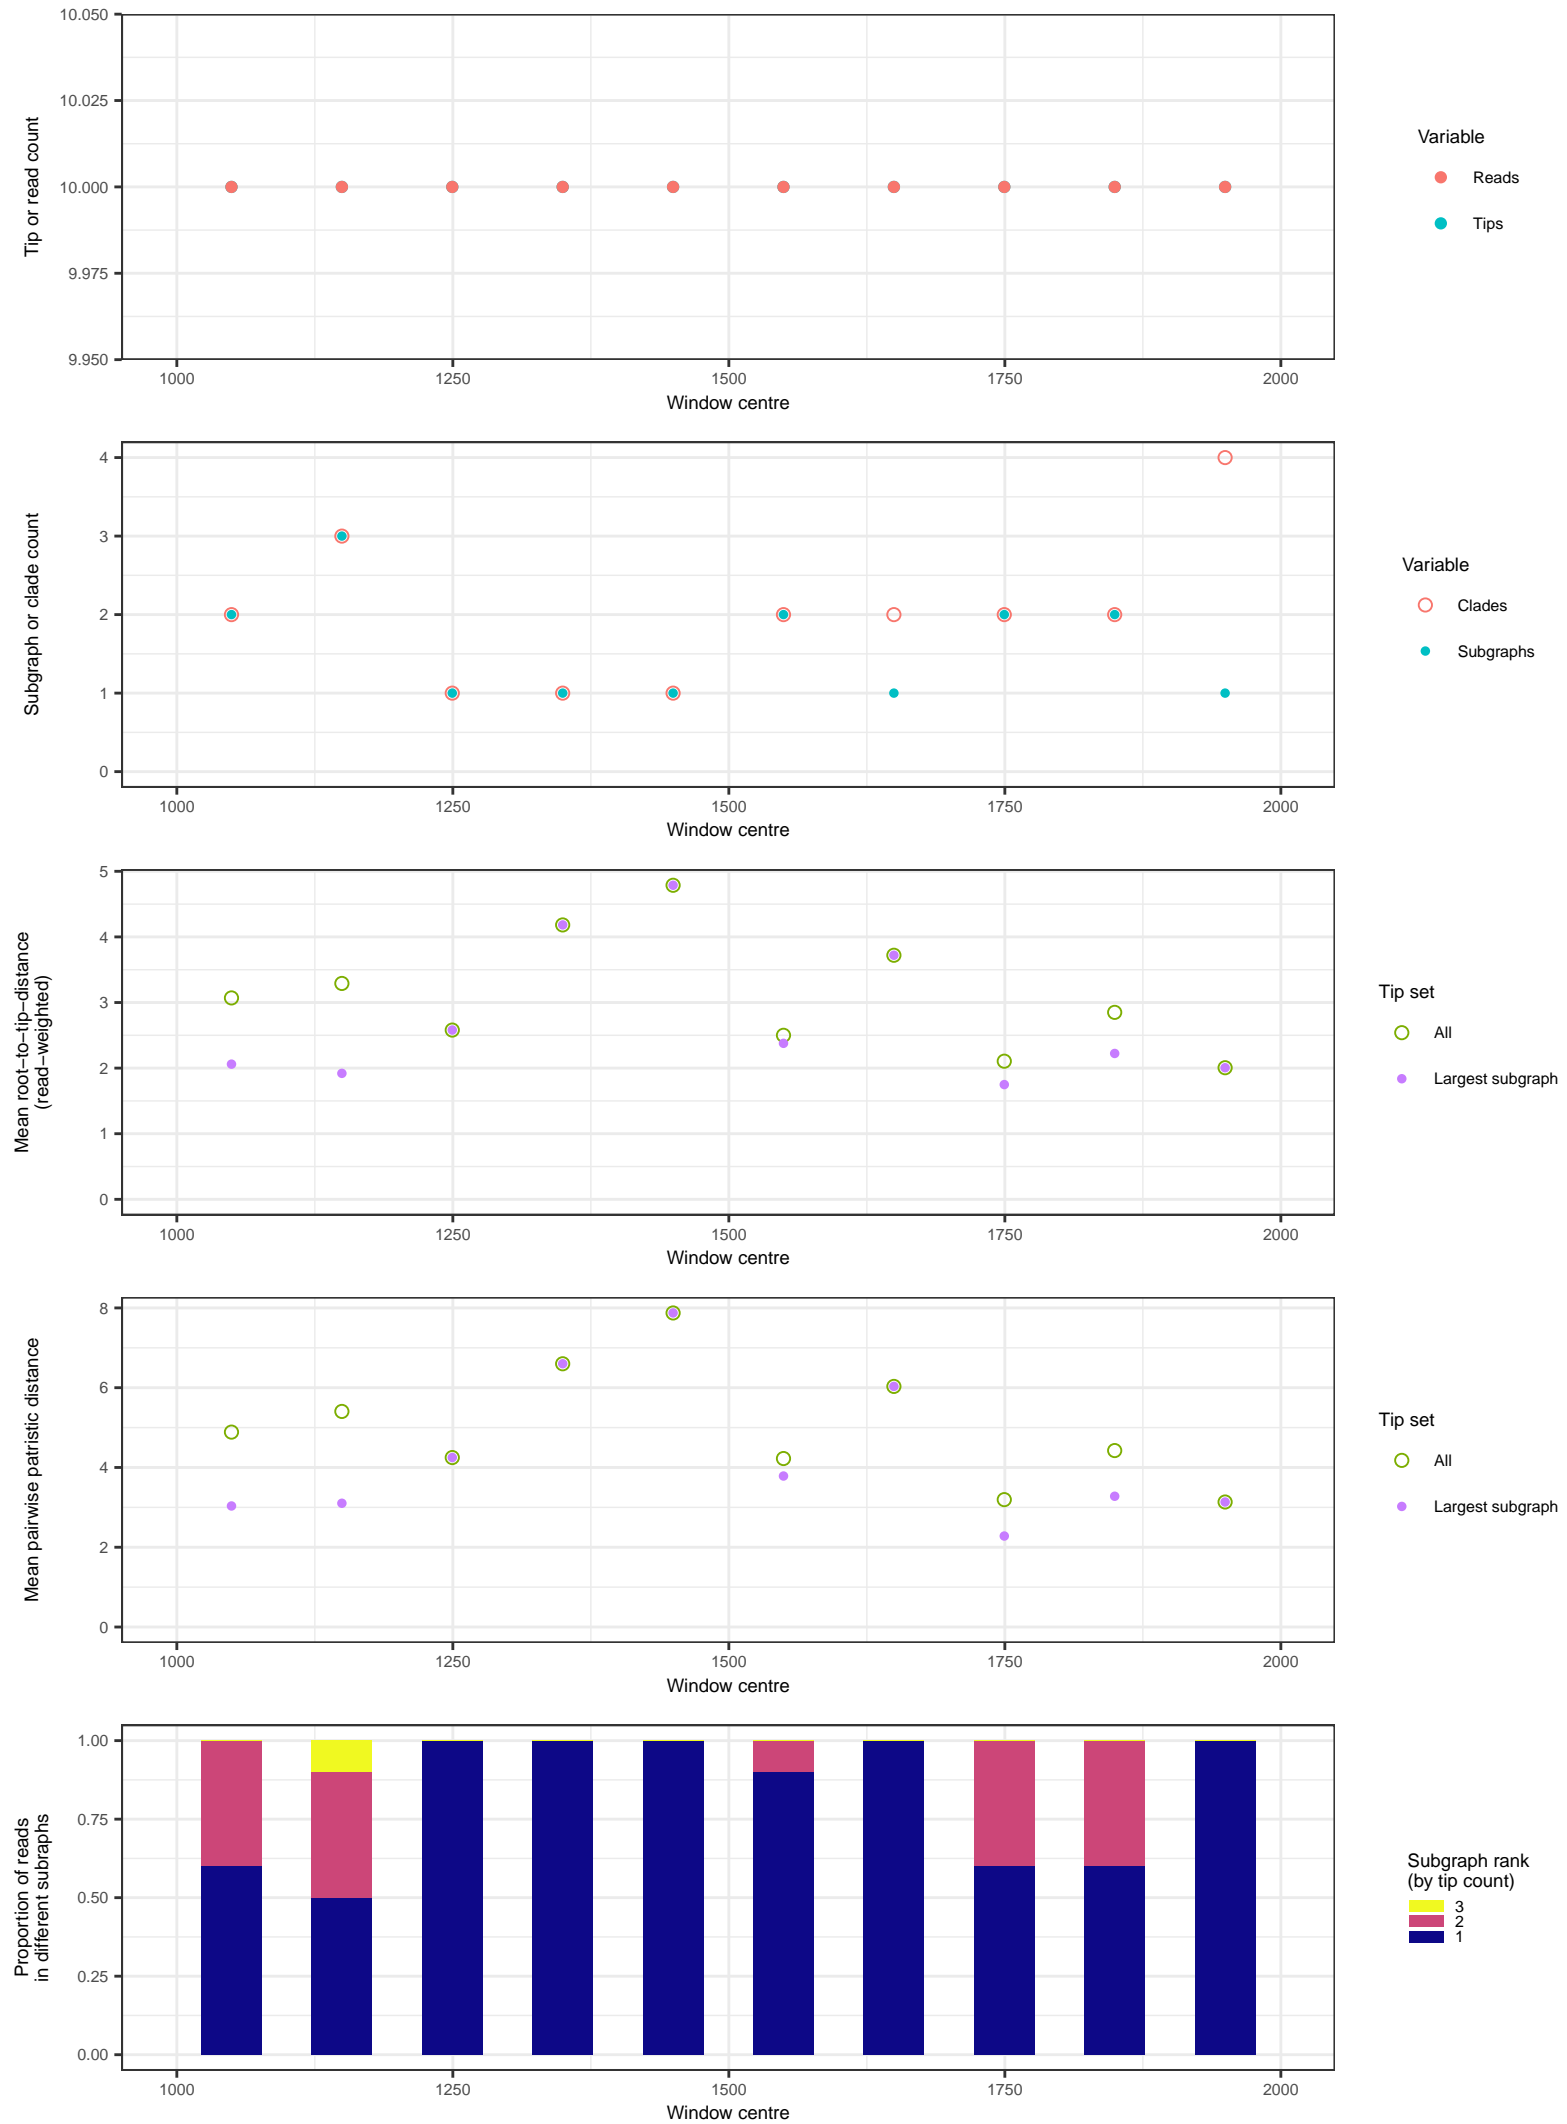 10.050
10.025
10.000
9.975
9.950
Tip or read count
1000 1250 1500 1750 2000
Window centre
Variable
Reads
Tips
4
3
2
1
0
Subgraph or clade count
1000 1250 1500 1750 2000
Window centre
Variable
Clades
Subgraphs
5
4
3
2
1
0
Mean root−to−tip−distance
(read−weighted)
1000 1250 1500 1750 2000
Window centre
Tip set
All
Largest subgraph
8
6
4
2
0
Mean pairwise patristic distance
1000 1250 1500 1750 2000
Window centre
Tip set
All
Largest subgraph
1.00
0.75
0.50
0.25
0.00
Proportion of reads
in different subraphs
1000 1250 1500 1750 2000
Window centre
Subgraph rank
(by tip count)
3
2
1